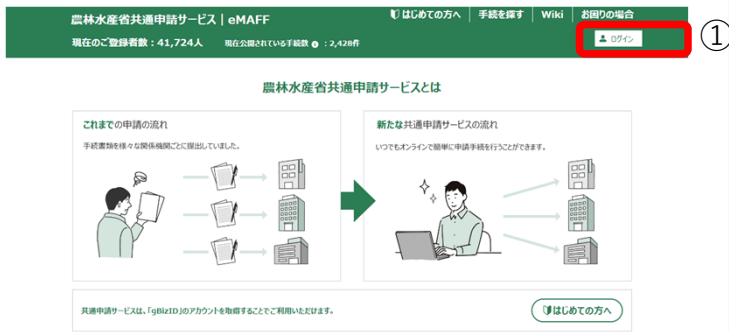 農林水産省共通申請サービス | eMAFF
はじめての方へ 手続を探す Wiki お困りの場合
現在のご登録者数：41,724人 現在公開されている手続数 ：2,428件
ログイン
①
農林水産省共通申請サービスとは
これまでの申請の流れ
手続書類を様々な関係機関ごとに提出していました。
新たな共通申請サービスの流れ
いつでもオンラインで簡単に申請手続を行うことができます。
共通申請サービスは、「gBizID」のアカウントを取得することでご利用いただけます。
はじめての方へ